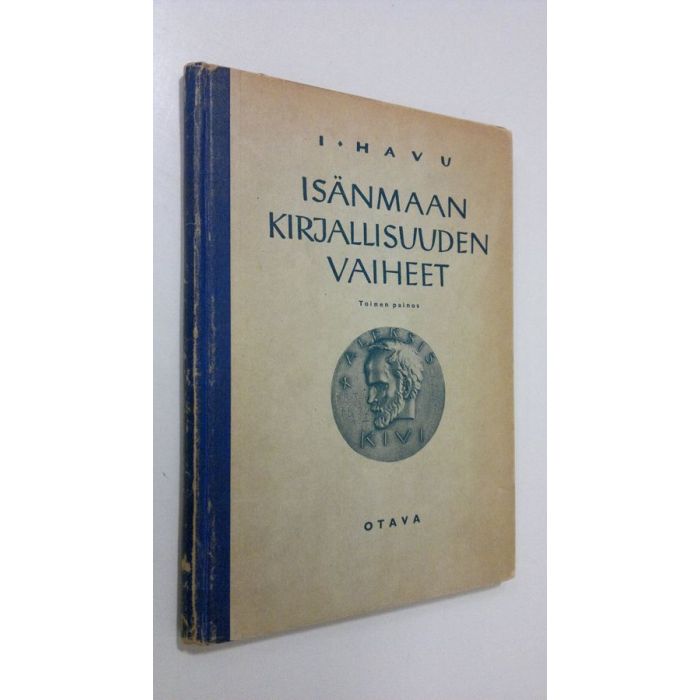 I • HAVU
ISÄNMAAN
KIRJALLISUUDEN
VAIHEET
Toinen painos
ALEKSIS
KIVI
OTAVA